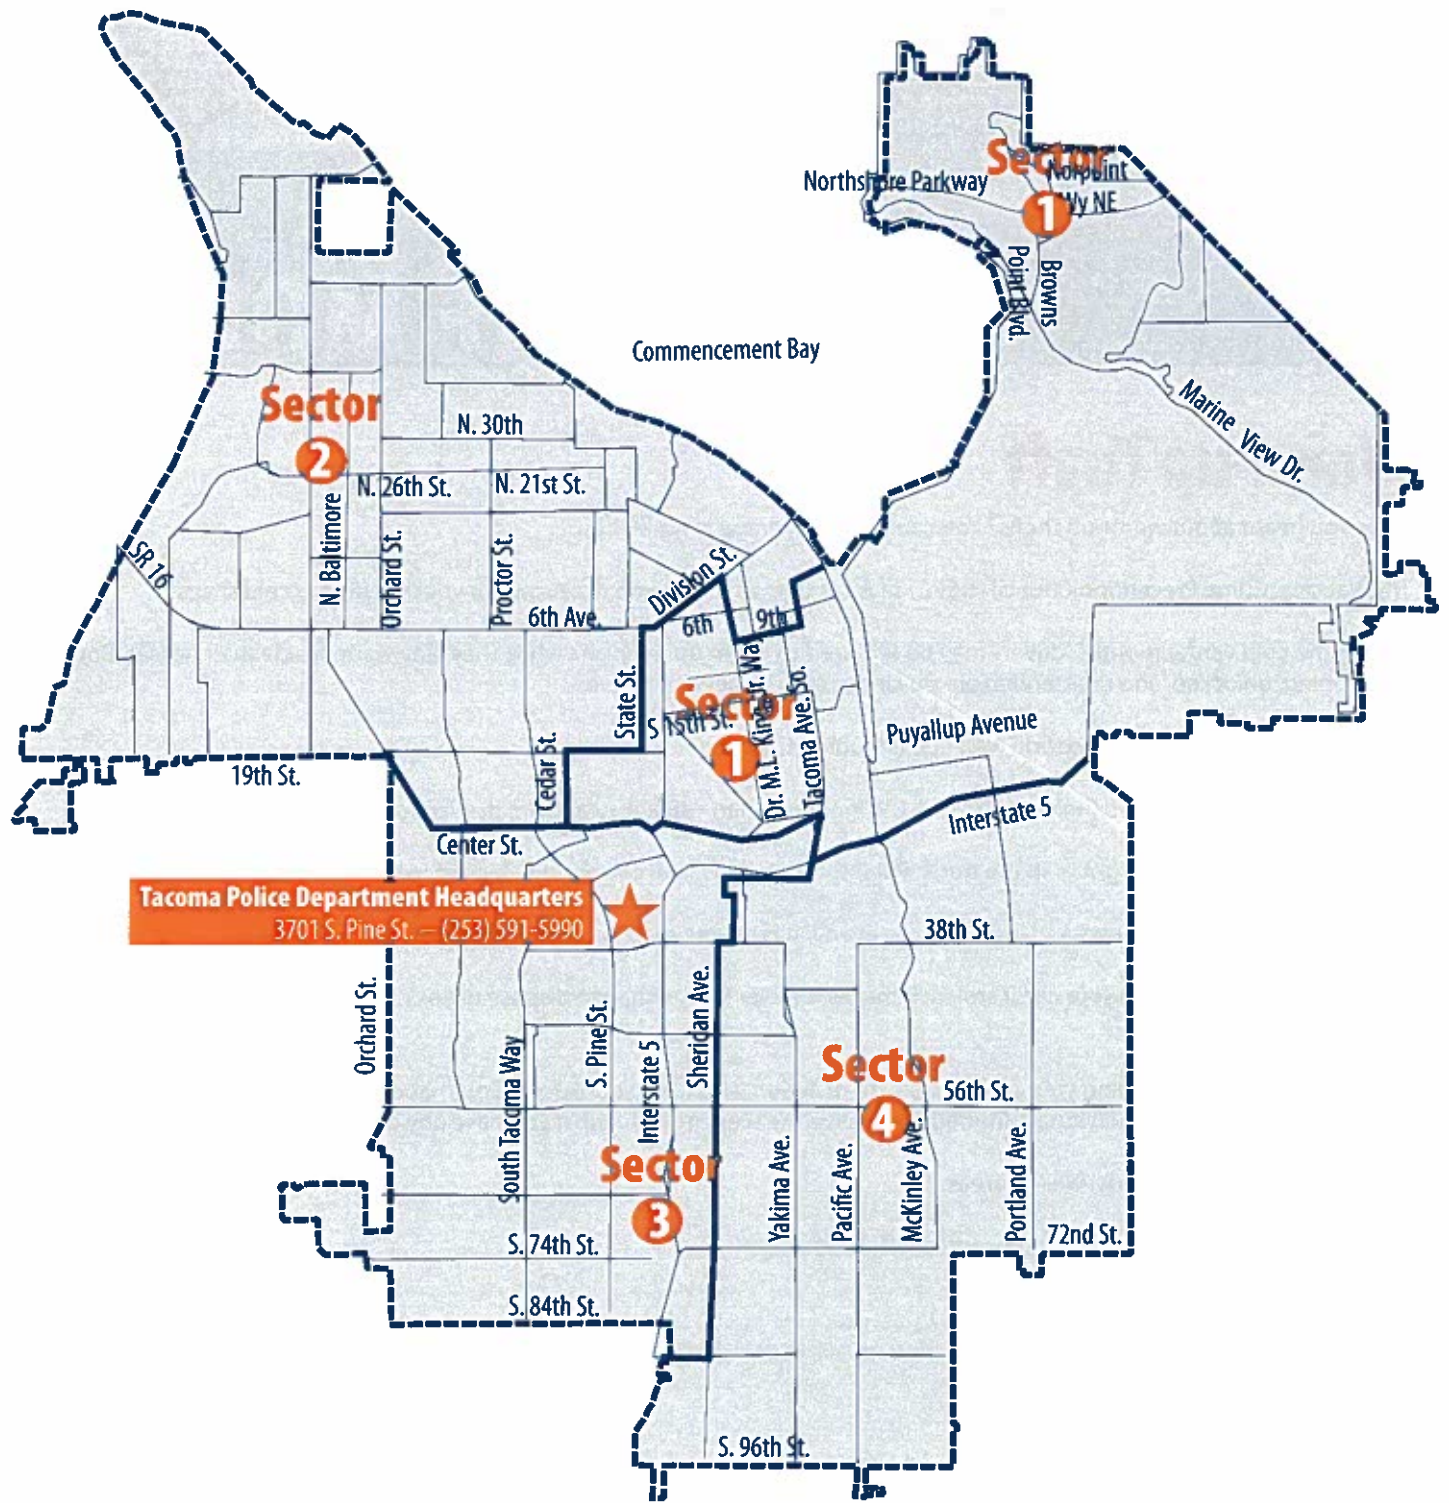 Sector
1
Northshore Parkway
Norpoint
Wy NE
Browns
Point Blvd.
Commencement Bay
Marine View Dr.
Sector
2
N. 30th
N. 26th St.
N. 21st St.
SR 16
N. Baltimore
Orchard St.
Proctor St.
Division St.
6th Ave.
6th
9th
State St.
Sector
1
S 15th St.
Dr. M.L. King Jr. Way
Tacoma Ave. So.
Puyallup Avenue
19th St.
Cedar St.
Interstate 5
Center St.
Tacoma Police Department Headquarters
3701 S. Pine St. — (253) 591-5990
38th St.
Orchard St.
South Tacoma Way
S. Pine St.
Interstate 5
Sheridan Ave.
Sector
4
56th St.
Sector
3
Yakima Ave.
Pacific Ave.
McKinley Ave.
Portland Ave.
72nd St.
S. 74th St.
S. 84th St.
S. 96th St.